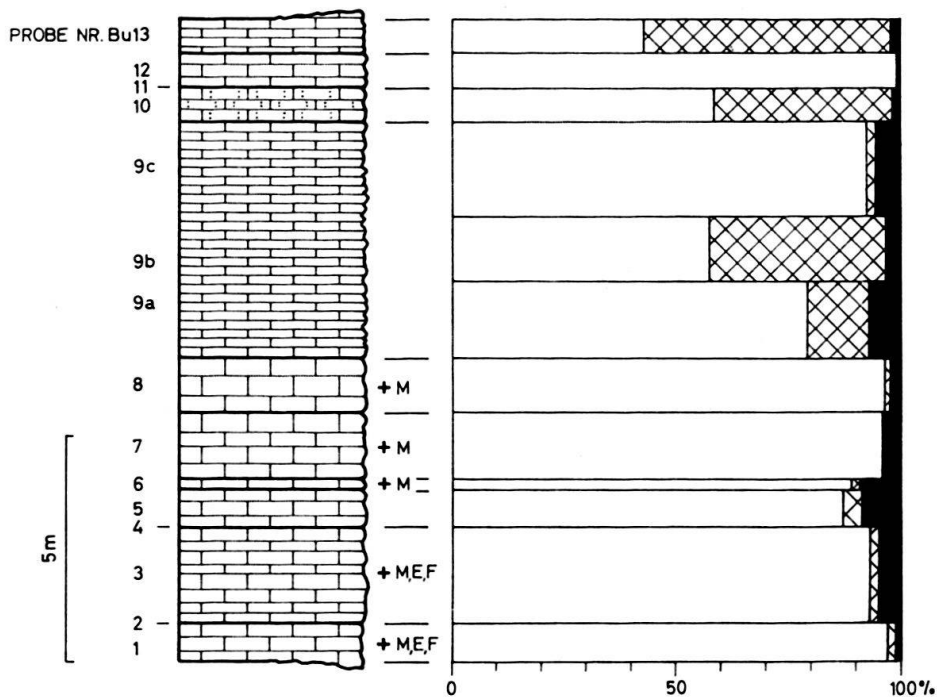 PROBE NR. Bu13
12
11
10
9c
9b
9a
8 + M
7 + M
6 + M
5
4
3 + M,E,F
2
1 + M,E,F
5m
0 50 100%